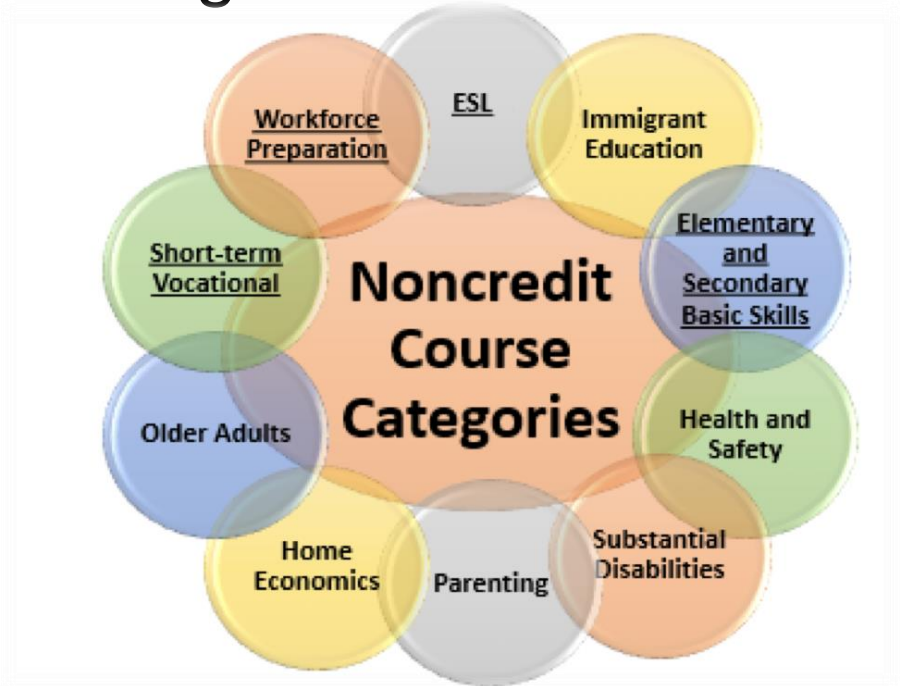 Noncredit
Course
Categories
ESL
Immigrant
Education
Elementary
and
Secondary
Basic Skills
Health and
Safety
Substantial
Disabilities
Parenting
Home
Economics
Older Adults
Short-term
Vocational
Workforce
Preparation